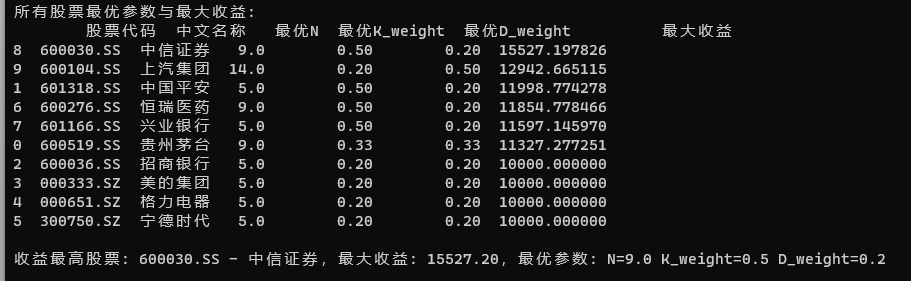 所有股票最优参数与最大收益:
股票代码 中文名称 最优N 最优K_weight 最优D_weight 最大收益
8 600030.SS 中信证券 9.0 0.50 0.20 15527.197826
9 600104.SS 上汽集团 14.0 0.20 0.50 12942.665115
1 601318.SS 中国平安 5.0 0.50 0.20 11998.774278
6 600276.SS 恒瑞医药 9.0 0.50 0.20 11854.778466
7 601166.SS 兴业银行 5.0 0.50 0.20 11597.145970
0 600519.SS 贵州茅台 9.0 0.33 0.33 11327.277251
2 600036.SS 招商银行 5.0 0.20 0.20 10000.000000
3 000333.SZ 美的集团 5.0 0.20 0.20 10000.000000
4 000651.SZ 格力电器 5.0 0.20 0.20 10000.000000
5 300750.SZ 宁德时代 5.0 0.20 0.20 10000.000000
收益最高股票: 600030.SS - 中信证券, 最大收益: 15527.20, 最优参数: N=9.0 K_weight=0.5 D_weight=0.2